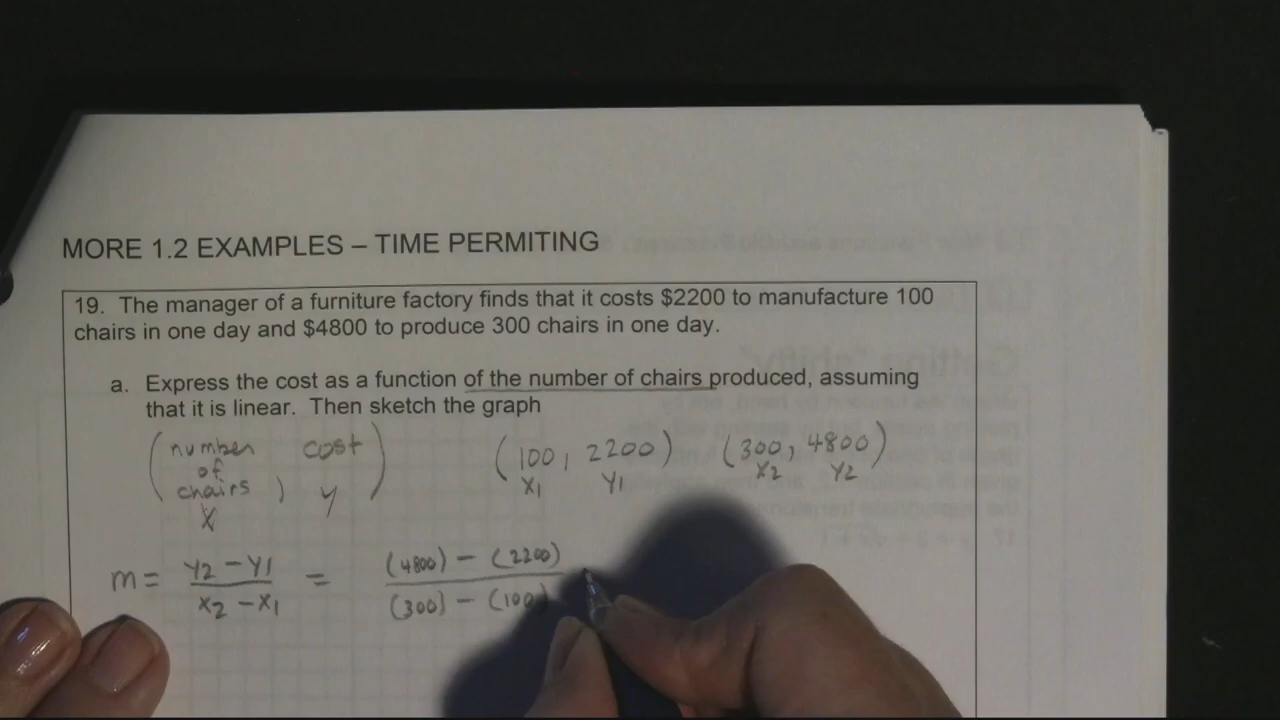 MORE 1.2 EXAMPLES – TIME PERMITING
19. The manager of a furniture factory finds that it costs $2200 to manufacture 100
chairs in one day and $4800 to produce 300 chairs in one day.
a. Express the cost as a function of the number of chairs produced, assuming
that it is linear. Then sketch the graph
(number of chairs, cost)
x y
(100, 2200) (300, 4800)
x1 y1 x2 y2
m = y2 - y1 / x2 - x1 = (4800) - (2200) / (300) - (100)